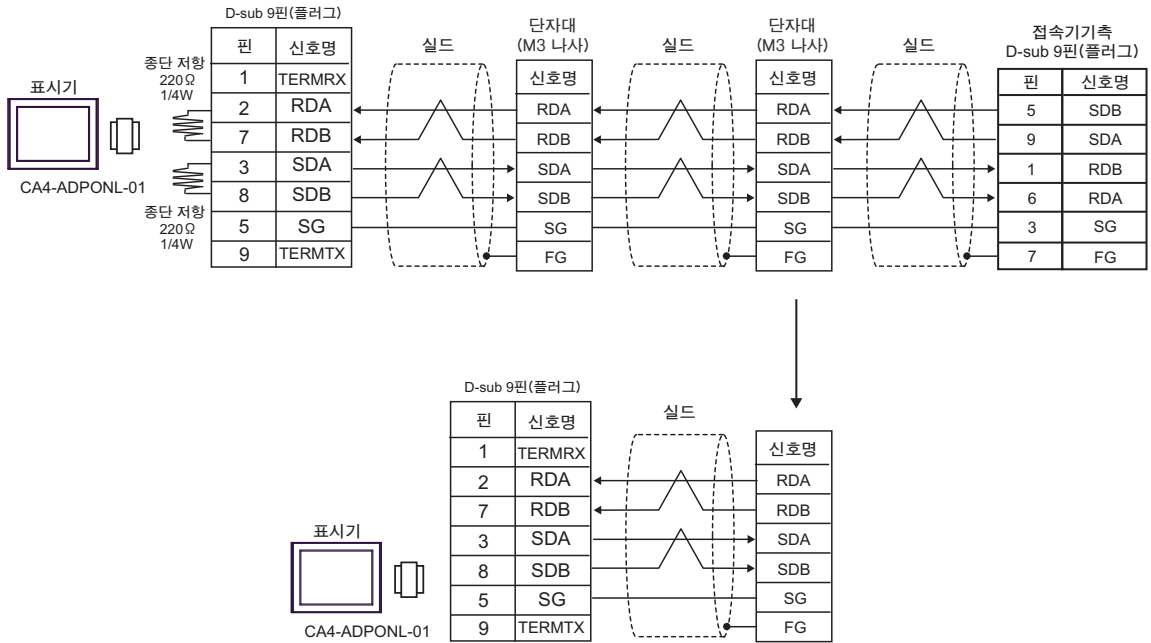 D-sub 9핀(플러그)
핀 신호명
1 TERMRX
2 RDA
7 RDB
3 SDA
8 SDB
5 SG
9 TERMTX
종단 저항
220Ω
1/4W
종단 저항
220Ω
1/4W
표시기
CA4-ADPONL-01
실드
단자대
(M3 나사)
신호명
RDA
RDB
SDA
SDB
SG
FG
실드
단자대
(M3 나사)
신호명
RDA
RDB
SDA
SDB
SG
FG
실드
접속기기측
D-sub 9핀(플러그)
핀 신호명
5 SDB
9 SDA
1 RDB
6 RDA
3 SG
7 FG
D-sub 9핀(플러그)
핀 신호명
1 TERMRX
2 RDA
7 RDB
3 SDA
8 SDB
5 SG
9 TERMTX
표시기
CA4-ADPONL-01
실드
신호명
RDA
RDB
SDA
SDB
SG
FG